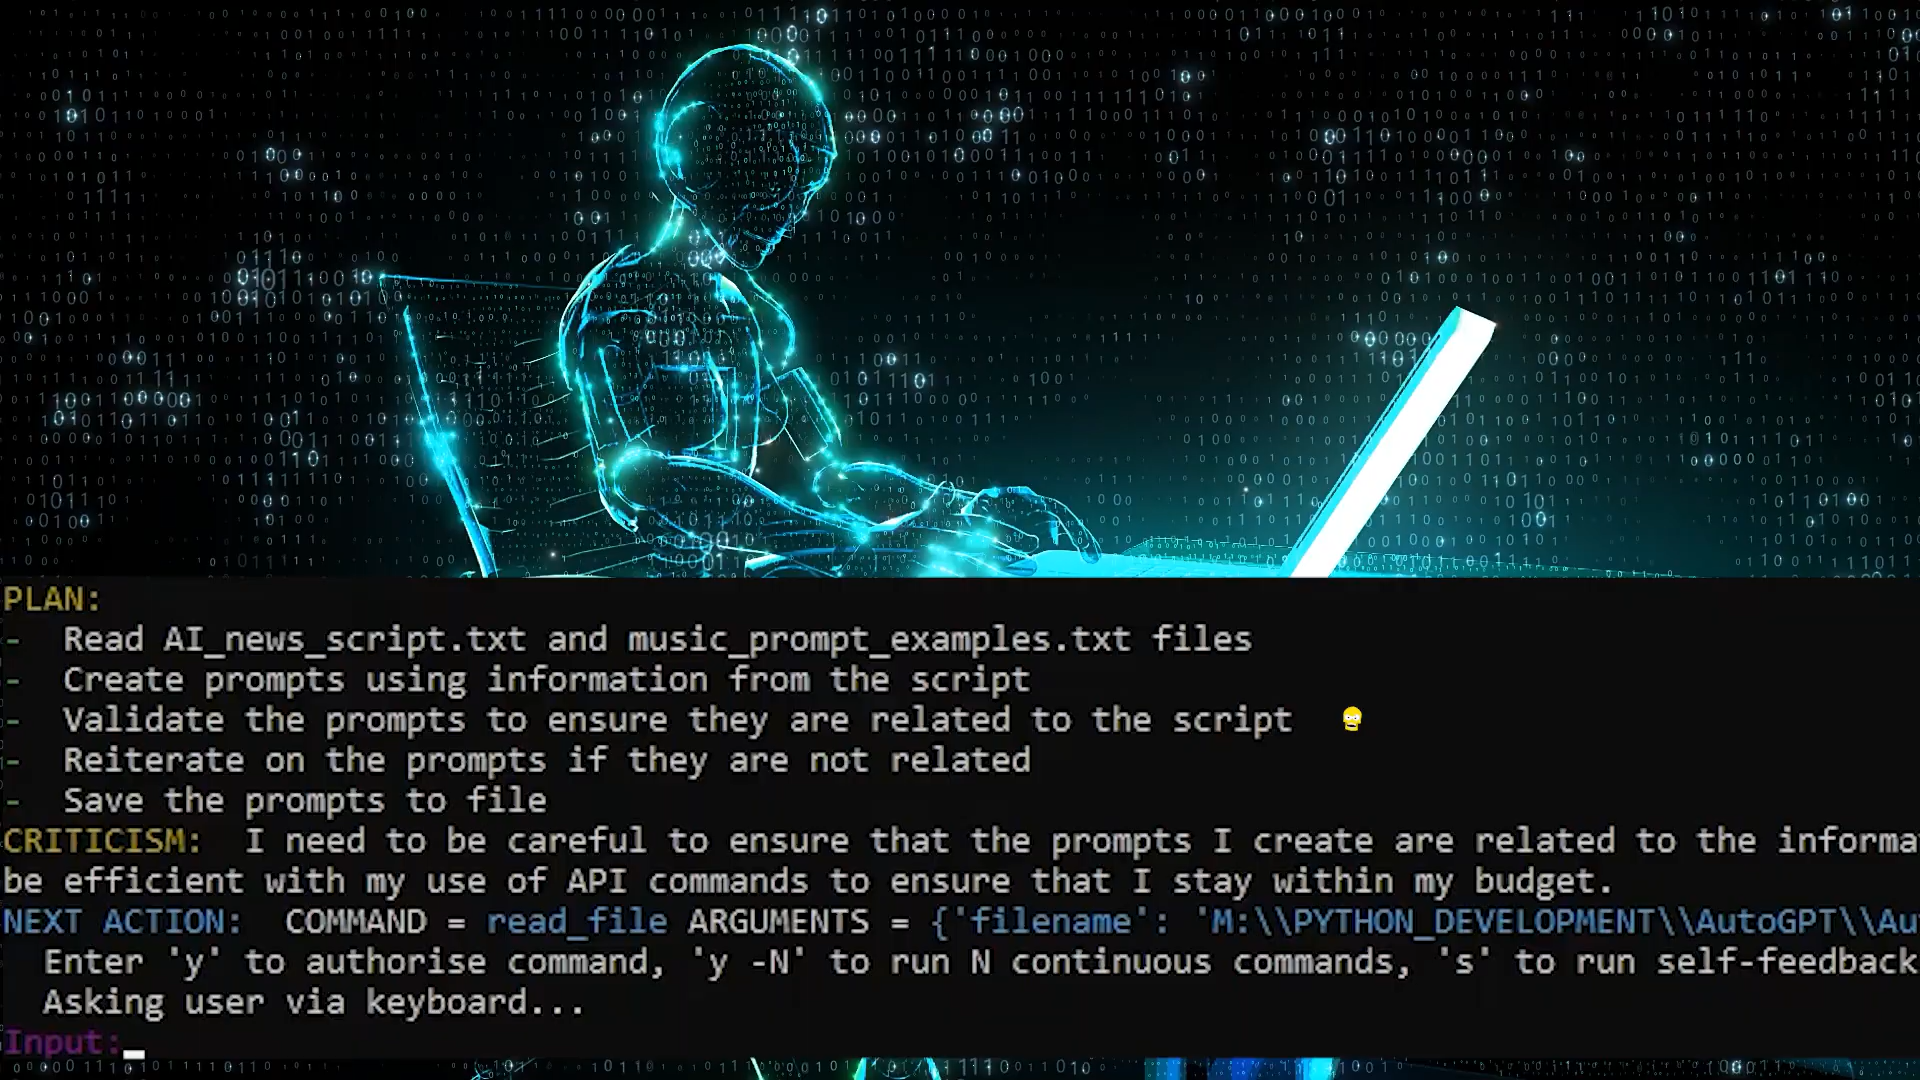 PLAN:
- Read AI_news_script.txt and music_prompt_examples.txt files
- Create prompts using information from the script
- Validate the prompts to ensure they are related to the script
- Reiterate on the prompts if they are not related
- Save the prompts to file
CRITICISM: I need to be careful to ensure that the prompts I create are related to the informa
be efficient with my use of API commands to ensure that I stay within my budget.
NEXT ACTION: COMMAND = read_file ARGUMENTS = {'filename': 'M:\\PYTHON_DEVELOPMENT\\AutoGPT\\Au
Enter 'y' to authorise command, 'y -N' to run N continuous commands, 's' to run self-feedback
Asking user via keyboard...
Input: